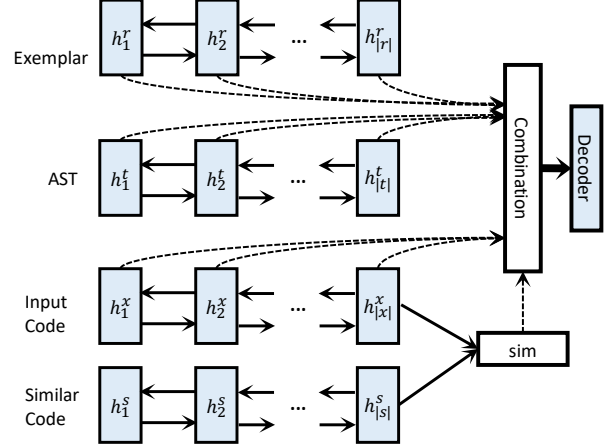 Exemplar
h_1^r h_2^r ... h_{|r|}^r
AST
h_1^t h_2^t ... h_{|t|}^t
Input
Code
h_1^x h_2^x ... h_{|x|}^x
Similar
Code
h_1^s h_2^s ... h_{|s|}^s
Combination
Decoder
sim